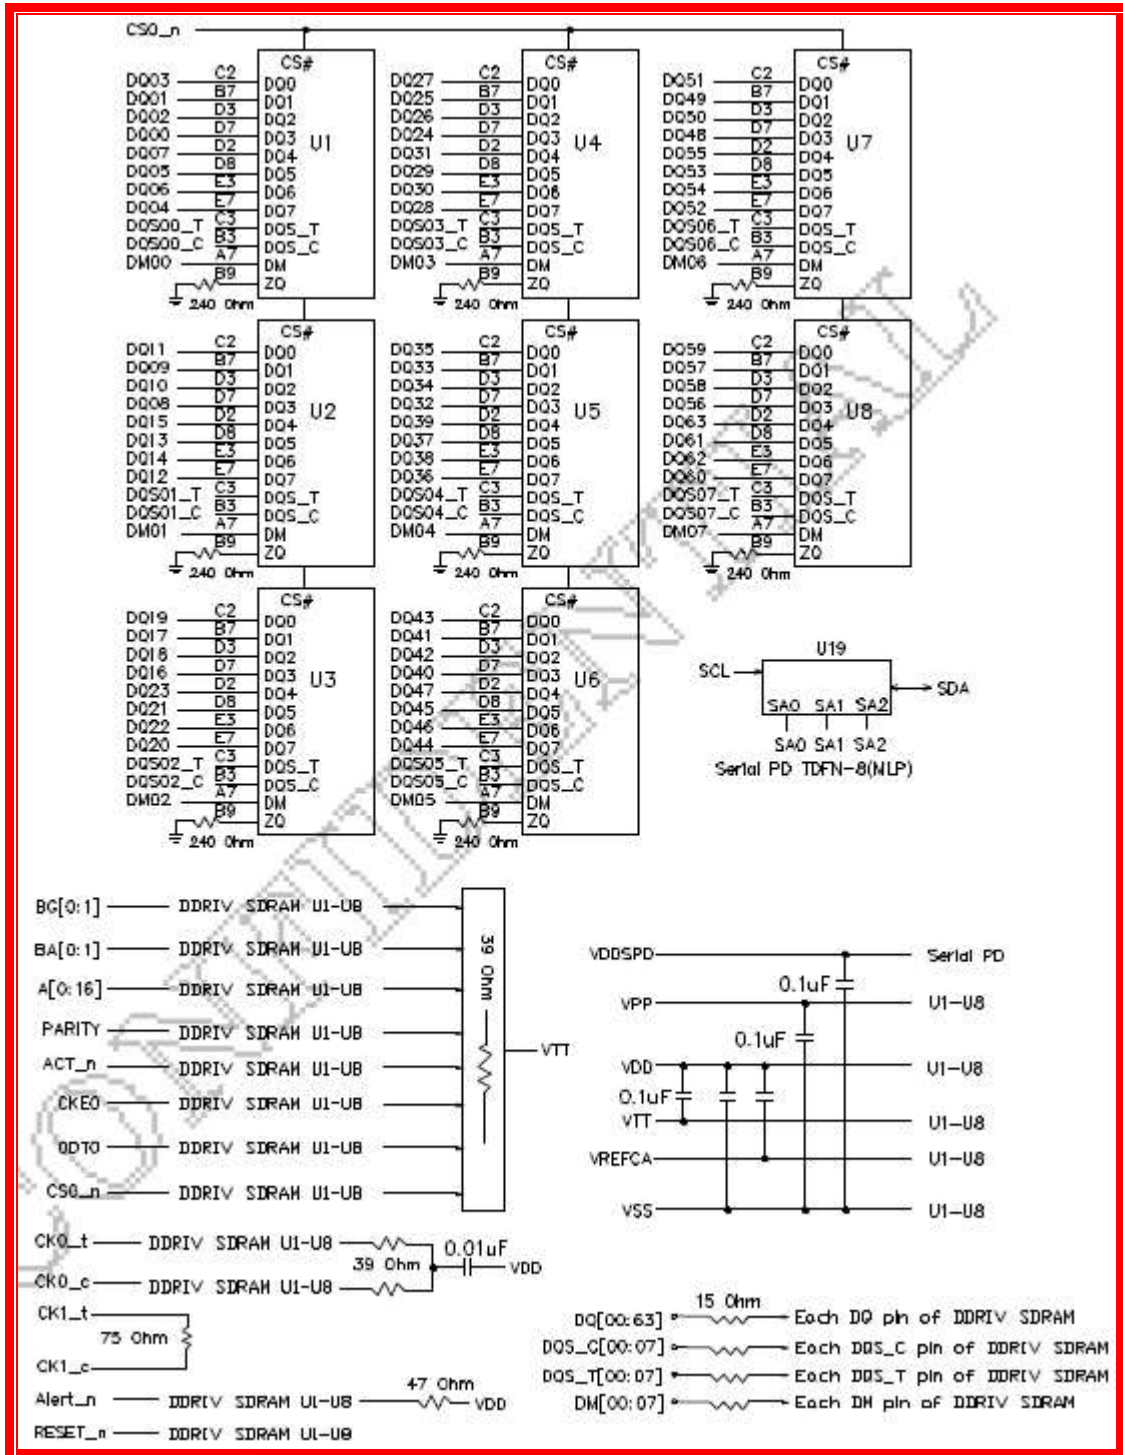 CS0_n
CS#
DQ03 C2 DQ0
DQ01 B7 DQ1
DQ02 D3 DQ2
DQ00 D7 DQ3
DQ07 D2 DQ4
DQ05 D8 DQ5
DQ06 E3 DQ6
DQ04 E7 DQ7
DQS00_T C3 DQS_T
DQS00_C B3 DQS_C
DM00 A7 DM
B9 ZQ
240 Ohm
U1
CS#
DQ27 C2 DQ0
DQ25 B7 DQ1
DQ26 D3 DQ2
DQ24 D7 DQ3
DQ31 D2 DQ4
DQ29 D8 DQ5
DQ30 E3 DQ6
DQ28 E7 DQ7
DQS03_T C3 DQS_T
DQS03_C B3 DQS_C
DM03 A7 DM
B9 ZQ
240 Ohm
U4
CS#
DQ51 C2 DQ0
DQ49 B7 DQ1
DQ50 D3 DQ2
DQ48 D7 DQ3
DQ55 D2 DQ4
DQ53 D8 DQ5
DQ54 E3 DQ6
DQ52 E7 DQ7
DQS06_T C3 DQS_T
DQS06_C B3 DQS_C
DM06 A7 DM
B9 ZQ
240 Ohm
U7
CS#
DQ11 C2 DQ0
DQ09 B7 DQ1
DQ10 D3 DQ2
DQ08 D7 DQ3
DQ15 D2 DQ4
DQ13 D8 DQ5
DQ14 E3 DQ6
DQ12 E7 DQ7
DQS01_T C3 DQS_T
DQS01_C B3 DQS_C
DM01 A7 DM
B9 ZQ
240 Ohm
U2
CS#
DQ35 C2 DQ0
DQ33 B7 DQ1
DQ34 D3 DQ2
DQ32 D7 DQ3
DQ39 D2 DQ4
DQ37 D8 DQ5
DQ38 E3 DQ6
DQ36 E7 DQ7
DQS04_T C3 DQS_T
DQS04_C B3 DQS_C
DM04 A7 DM
B9 ZQ
240 Ohm
U5
CS#
DQ59 C2 DQ0
DQ57 B7 DQ1
DQ58 D3 DQ2
DQ56 D7 DQ3
DQ63 D2 DQ4
DQ61 D8 DQ5
DQ62 E3 DQ6
DQ60 E7 DQ7
DQS07_T C3 DQS_T
DQS07_C B3 DQS_C
DM07 A7 DM
B9 ZQ
240 Ohm
U8
CS#
DQ19 C2 DQ0
DQ17 B7 DQ1
DQ18 D3 DQ2
DQ16 D7 DQ3
DQ23 D2 DQ4
DQ21 D8 DQ5
DQ22 E3 DQ6
DQ20 E7 DQ7
DQS02_T C3 DQS_T
DQS02_C B3 DQS_C
DM02 A7 DM
B9 ZQ
240 Ohm
U3
CS#
DQ43 C2 DQ0
DQ41 B7 DQ1
DQ42 D3 DQ2
DQ40 D7 DQ3
DQ47 D2 DQ4
DQ45 D8 DQ5
DQ46 E3 DQ6
DQ44 E7 DQ7
DQS05_T C3 DQS_T
DQS05_C B3 DQS_C
DM05 A7 DM
B9 ZQ
240 Ohm
U6
U19
SCL SDA
SA0 SA1 SA2
SA0 SA1 SA2
Serial PD TDFN-8(MLP)
BG[0:1] DDRIV SDRAM U1-U8
BA[0:1] DDRIV SDRAM U1-U8
A[0:16] DDRIV SDRAM U1-U8
PARITY DDRIV SDRAM U1-U8
ACT_n DDRIV SDRAM U1-U8
CKE0 DDRIV SDRAM U1-U8
ODT0 DDRIV SDRAM U1-U8
CS0_n DDRIV SDRAM U1-U8
39 Ohm
VTT
VDDSPD Serial PD
0.1uF
VPP U1-U8
0.1uF
VDD U1-U8
0.1uF
VTT U1-U8
VREFCA U1-U8
VSS U1-U8
CK0_t DDRIV SDRAM U1-U8
39 Ohm 0.01uF VDD
CK0_c DDRIV SDRAM U1-U8
CK1_t
75 Ohm
CK1_c
Alert_n DDRIV SDRAM U1-U8 47 Ohm VDD
RESET_n DDRIV SDRAM U1-U8
15 Ohm
DQ[00:63] Each DQ pin of DDRIV SDRAM
DQS_C[00:07] Each DQS_C pin of DDRIV SDRAM
DQS_T[00:07] Each DQS_T pin of DDRIV SDRAM
DM[00:07] Each DM pin of DDRIV SDRAM
CONFIDENTIAL